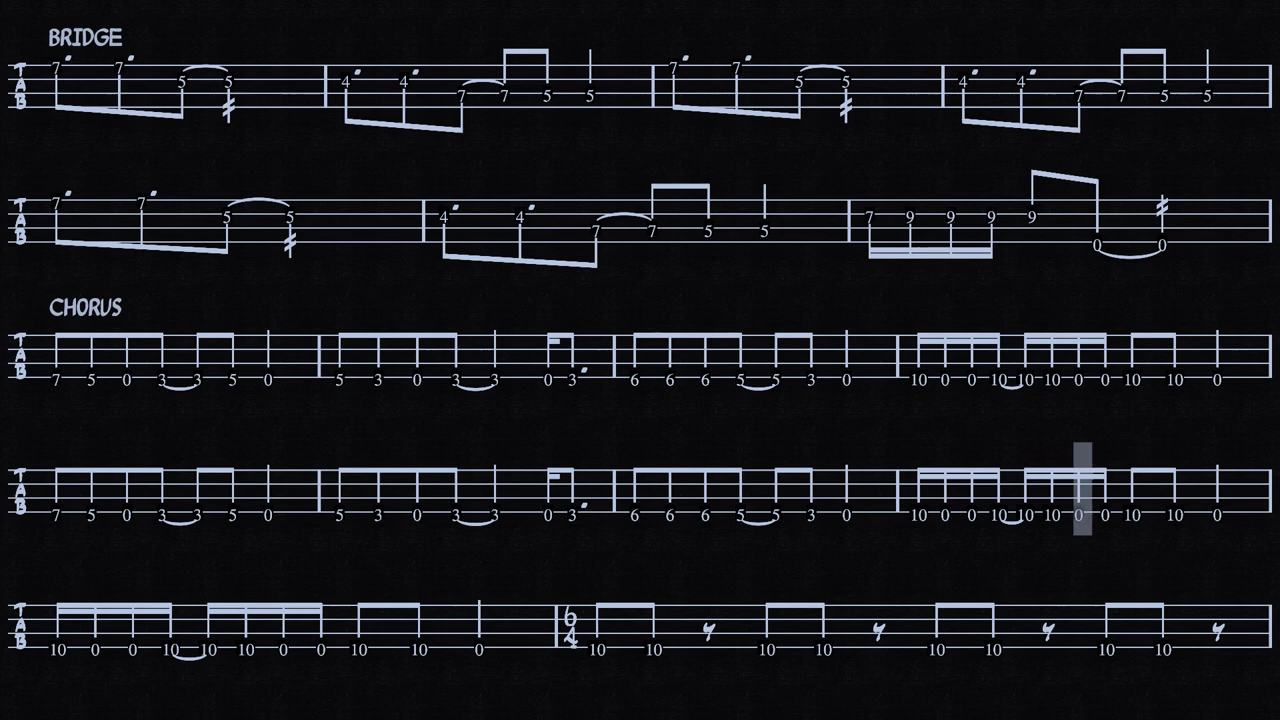 BRIDGE
TAB 7 7 5 5 4 4 7 7 5 5 7 7 5 5 4 4 7 7 5 5
TAB 7 7 5 5 4 4 7 7 5 5 7 9 9 9 9 0 0
CHORUS
TAB 7 5 0 3 3 5 0 5 3 0 3 3 0 3 6 6 6 5 5 3 0 10 0 0 10 10 10 0 0 10 10 0
TAB 7 5 0 3 3 5 0 5 3 0 3 3 0 3 6 6 6 5 5 3 0 10 0 0 10 10 10 0 0 10 10 0
TAB 10 0 0 10 10 10 0 0 10 10 0 6/4 10 10 10 10 10 10 10 10